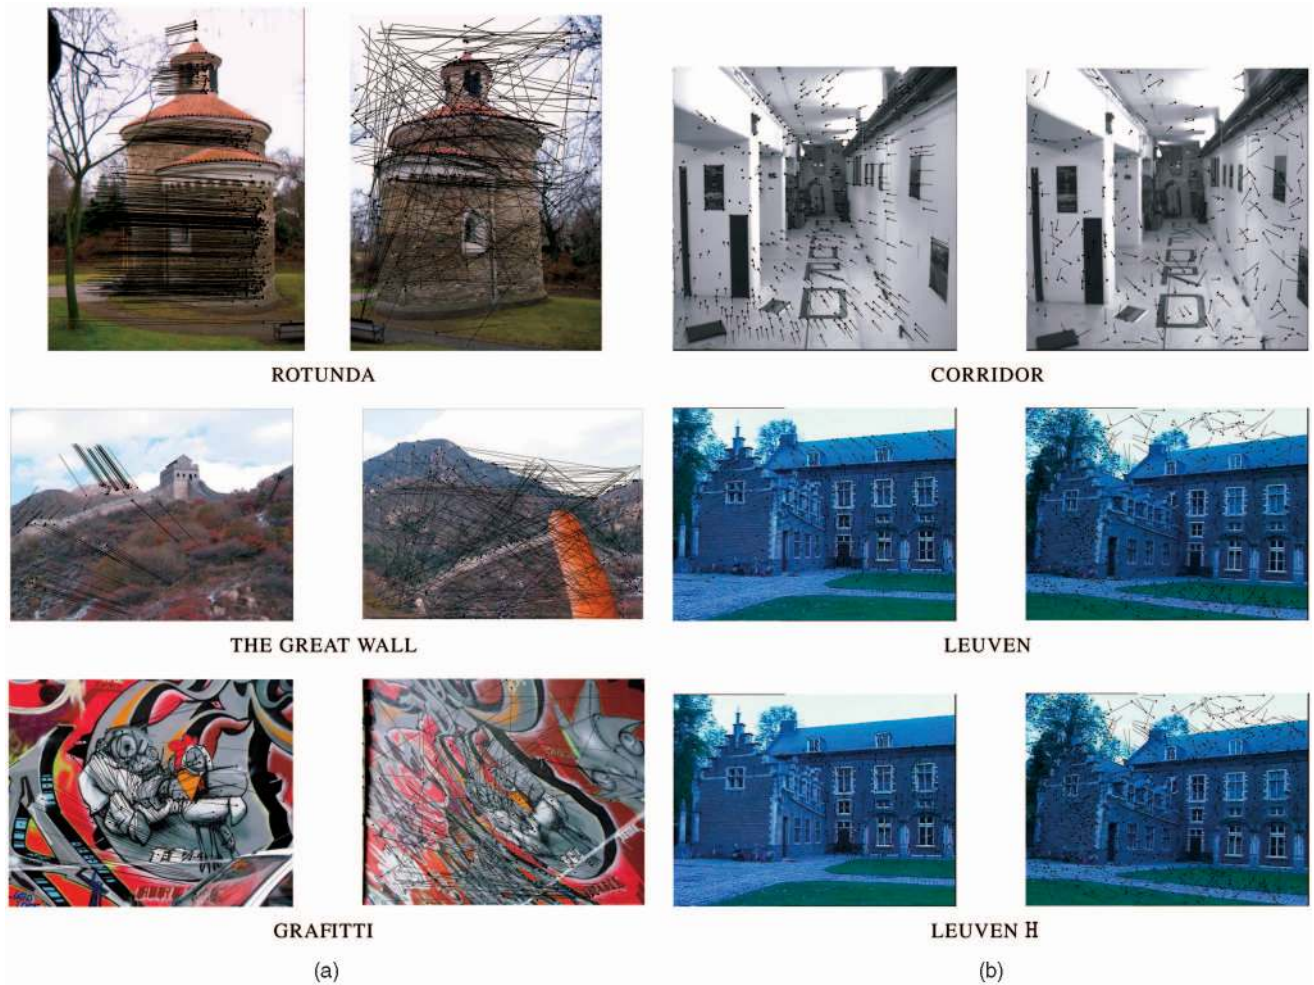 ROTUNDA
CORRIDOR
THE GREAT WALL
LEUVEN
GRAFITTI
LEUVEN H
(a)
(b)